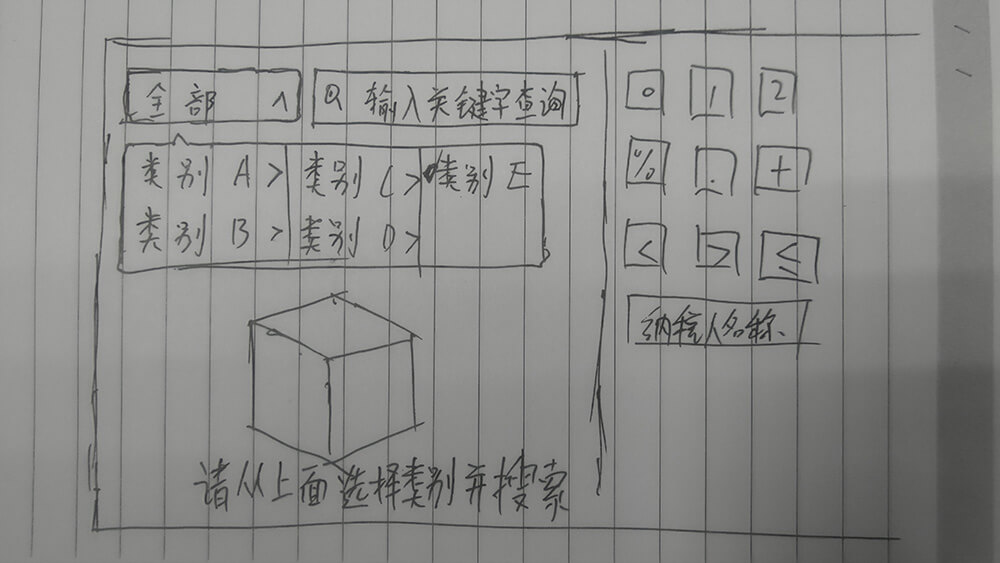 全部 ^
Q 输入关键字查询
类别 A > 类别 C > 类别 E
类别 B > 类别 D >
请从上面选择类别并搜索
0 1 2
% . +
< > ≤
纳税人名称